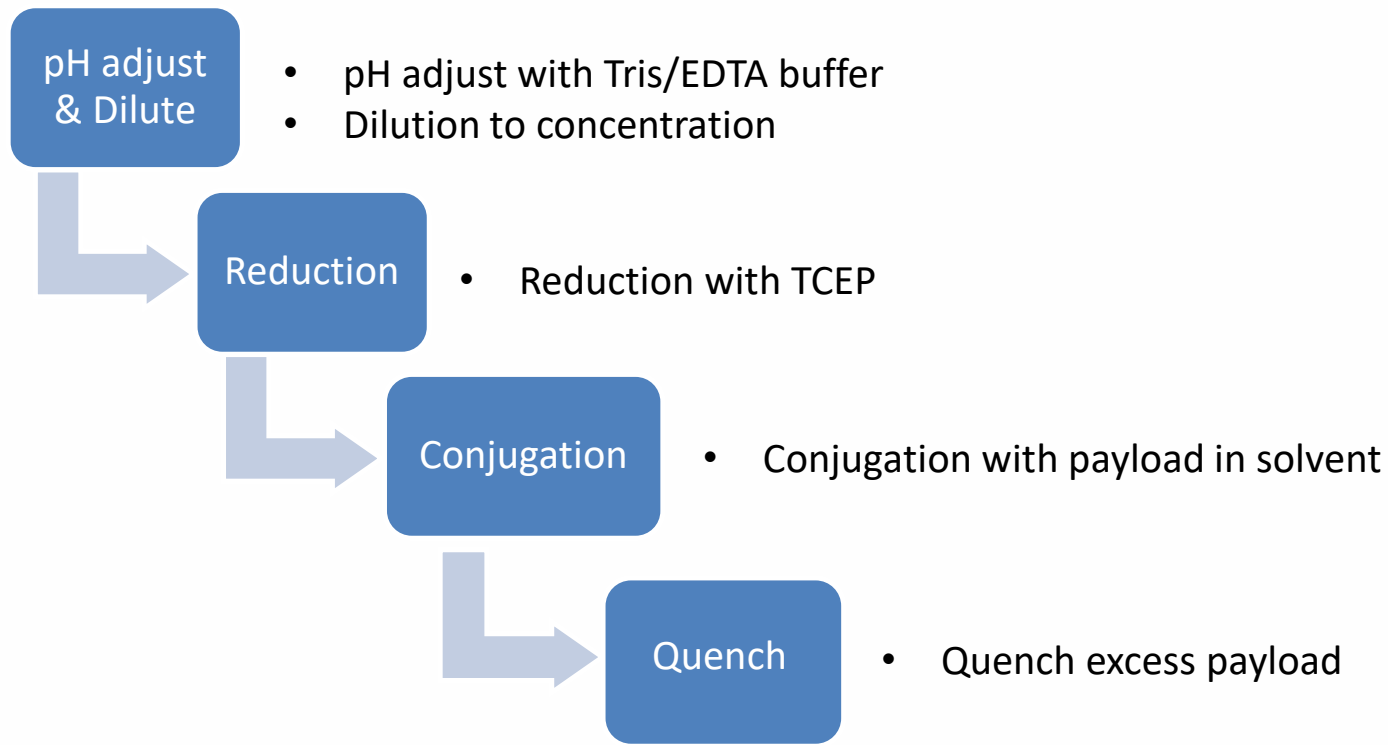 pH adjust
& Dilute
• pH adjust with Tris/EDTA buffer
• Dilution to concentration
Reduction
• Reduction with TCEP
Conjugation
• Conjugation with payload in solvent
Quench
• Quench excess payload